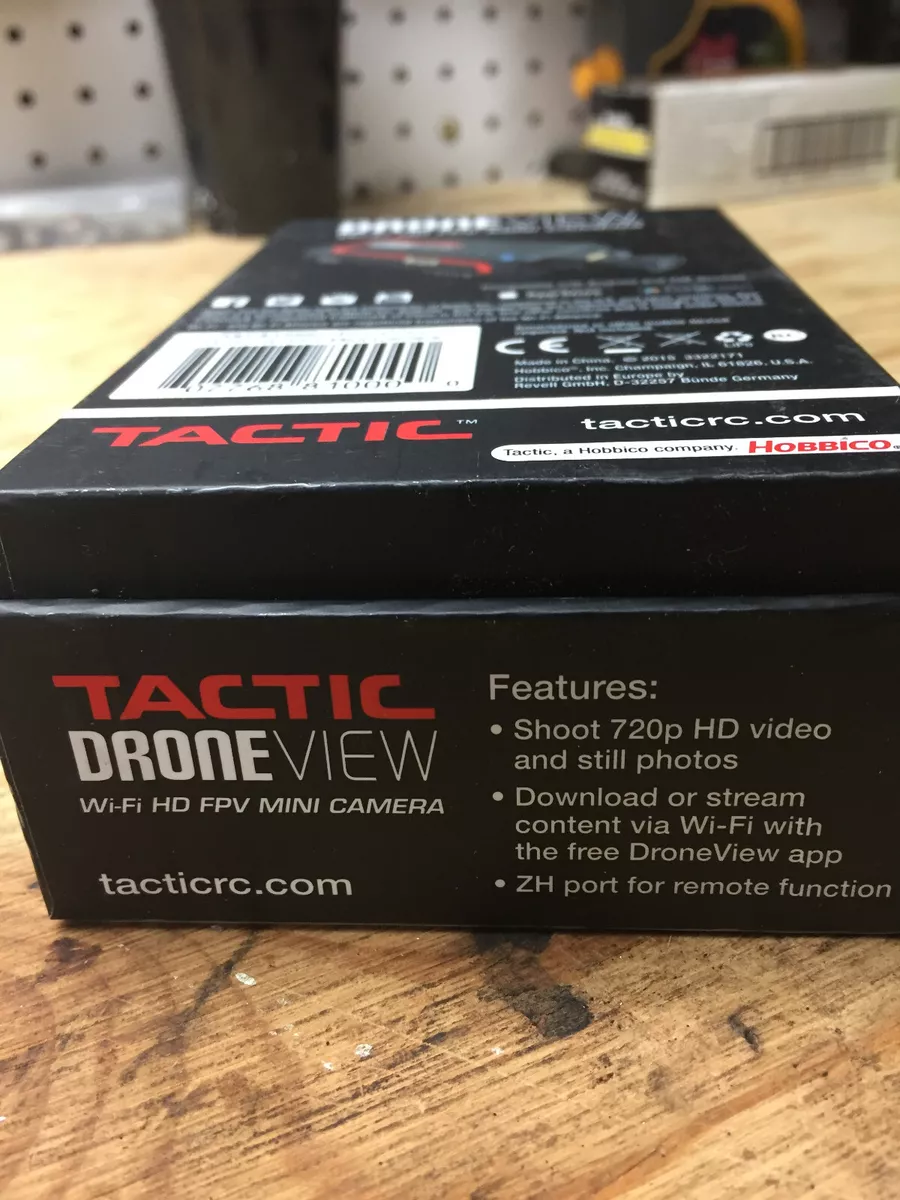 DRONEVIEW
Made in China. © 2015 3322171
Hobbico™, Inc. Champaign, IL 61826, U.S.A.
Distributed in Europe by
Revell GmbH, D-32257 Bünde Germany
TACTIC™
tacticrc.com
Tactic, a Hobbico company. HOBBICO®
TACTIC
DRONEVIEW
Wi-Fi HD FPV MINI CAMERA
tacticrc.com
Features:
• Shoot 720p HD video
and still photos
• Download or stream
content via Wi-Fi with
the free DroneView app
• ZH port for remote function